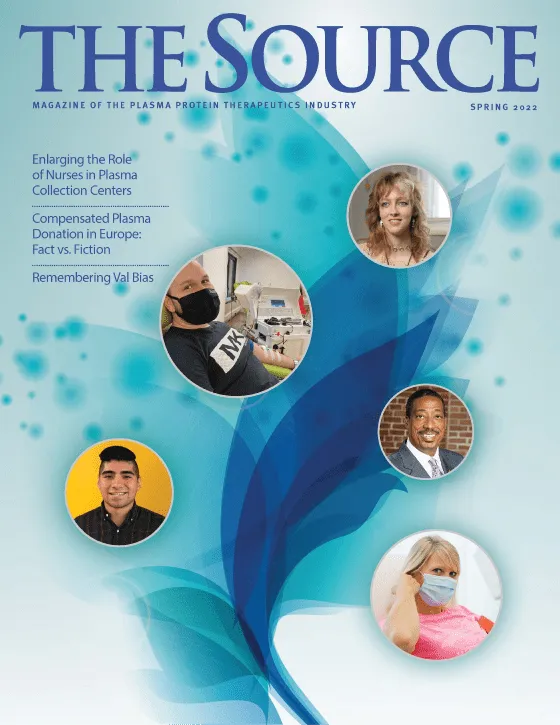 THE SOURCE
MAGAZINE OF THE PLASMA PROTEIN THERAPEUTICS INDUSTRY
SPRING 2022
Enlarging the Role
of Nurses in Plasma
Collection Centers
Compensated Plasma
Donation in Europe:
Fact vs. Fiction
Remembering Val Bias
NK